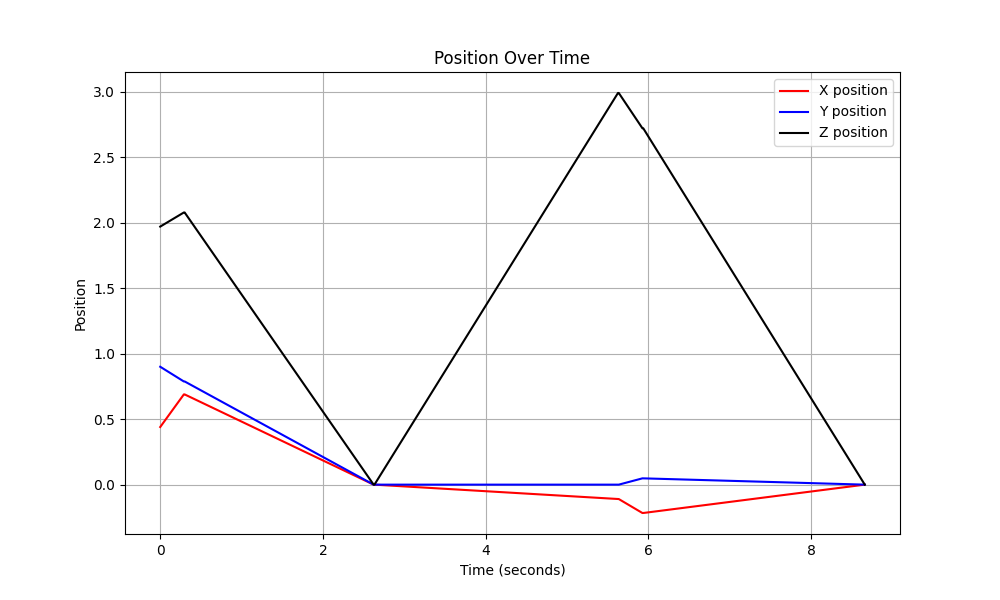 Position Over Time
X position
Y position
Z position
3.0
2.5
2.0
1.5
1.0
0.5
0.0
Position
0 2 4 6 8
Time (seconds)